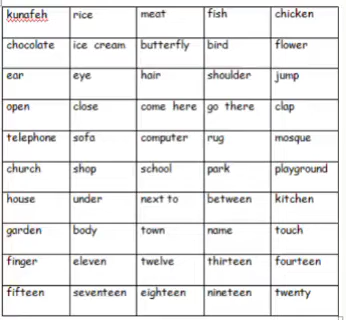 kunafeh rice meat fish chicken
chocolate ice cream butterfly bird flower
ear eye hair shoulder jump
open close come here go there clap
telephone sofa computer rug mosque
church shop school park playground
house under next to between kitchen
garden body town name touch
finger eleven twelve thirteen fourteen
fifteen seventeen eighteen nineteen twenty